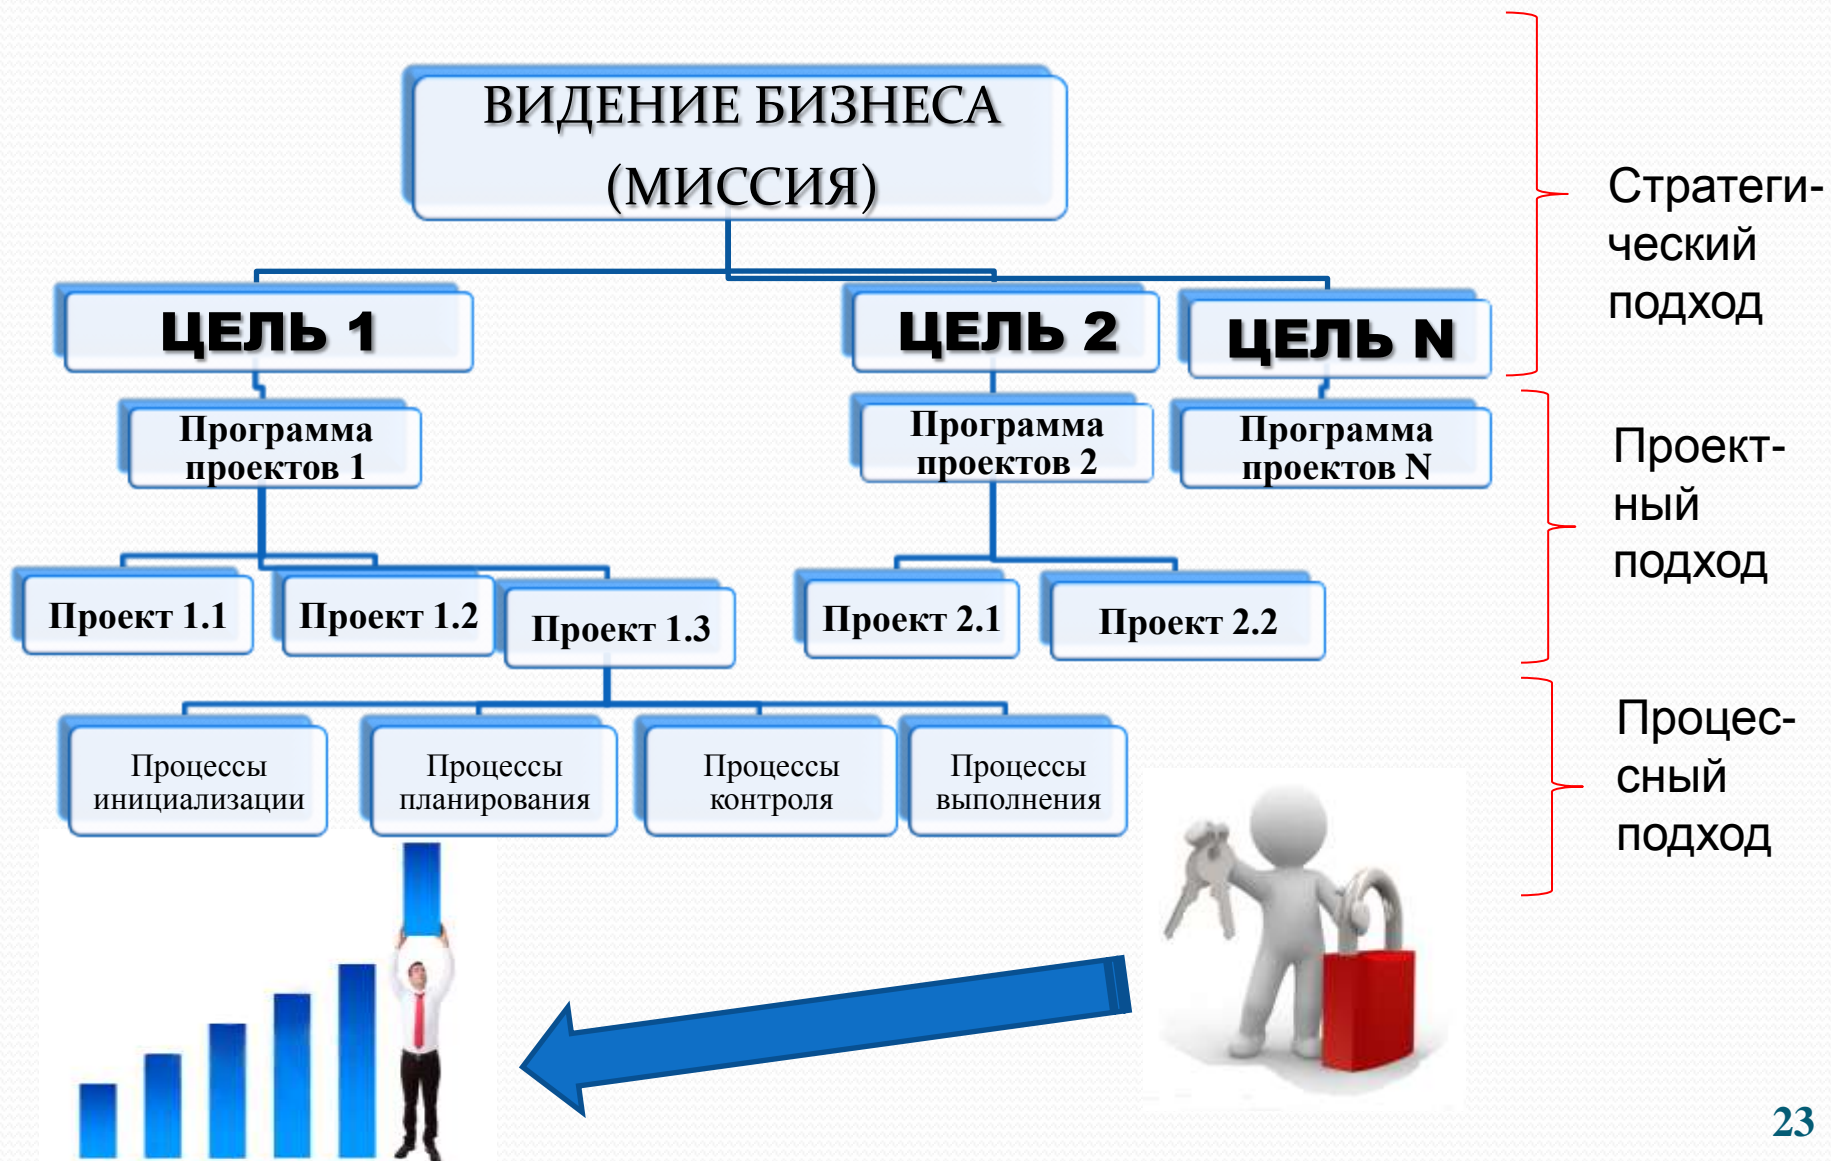 ВИДЕНИЕ БИЗНЕСА
(МИССИЯ)
ЦЕЛЬ 1
ЦЕЛЬ 2
ЦЕЛЬ N
Стратеги-
ческий
подход
Программа
проектов 1
Программа
проектов 2
Программа
проектов N
Проект-
ный
подход
Проект 1.1
Проект 1.2
Проект 1.3
Проект 2.1
Проект 2.2
Процессы
инициализации
Процессы
планирования
Процессы
контроля
Процессы
выполнения
Процес-
сный
подход
23